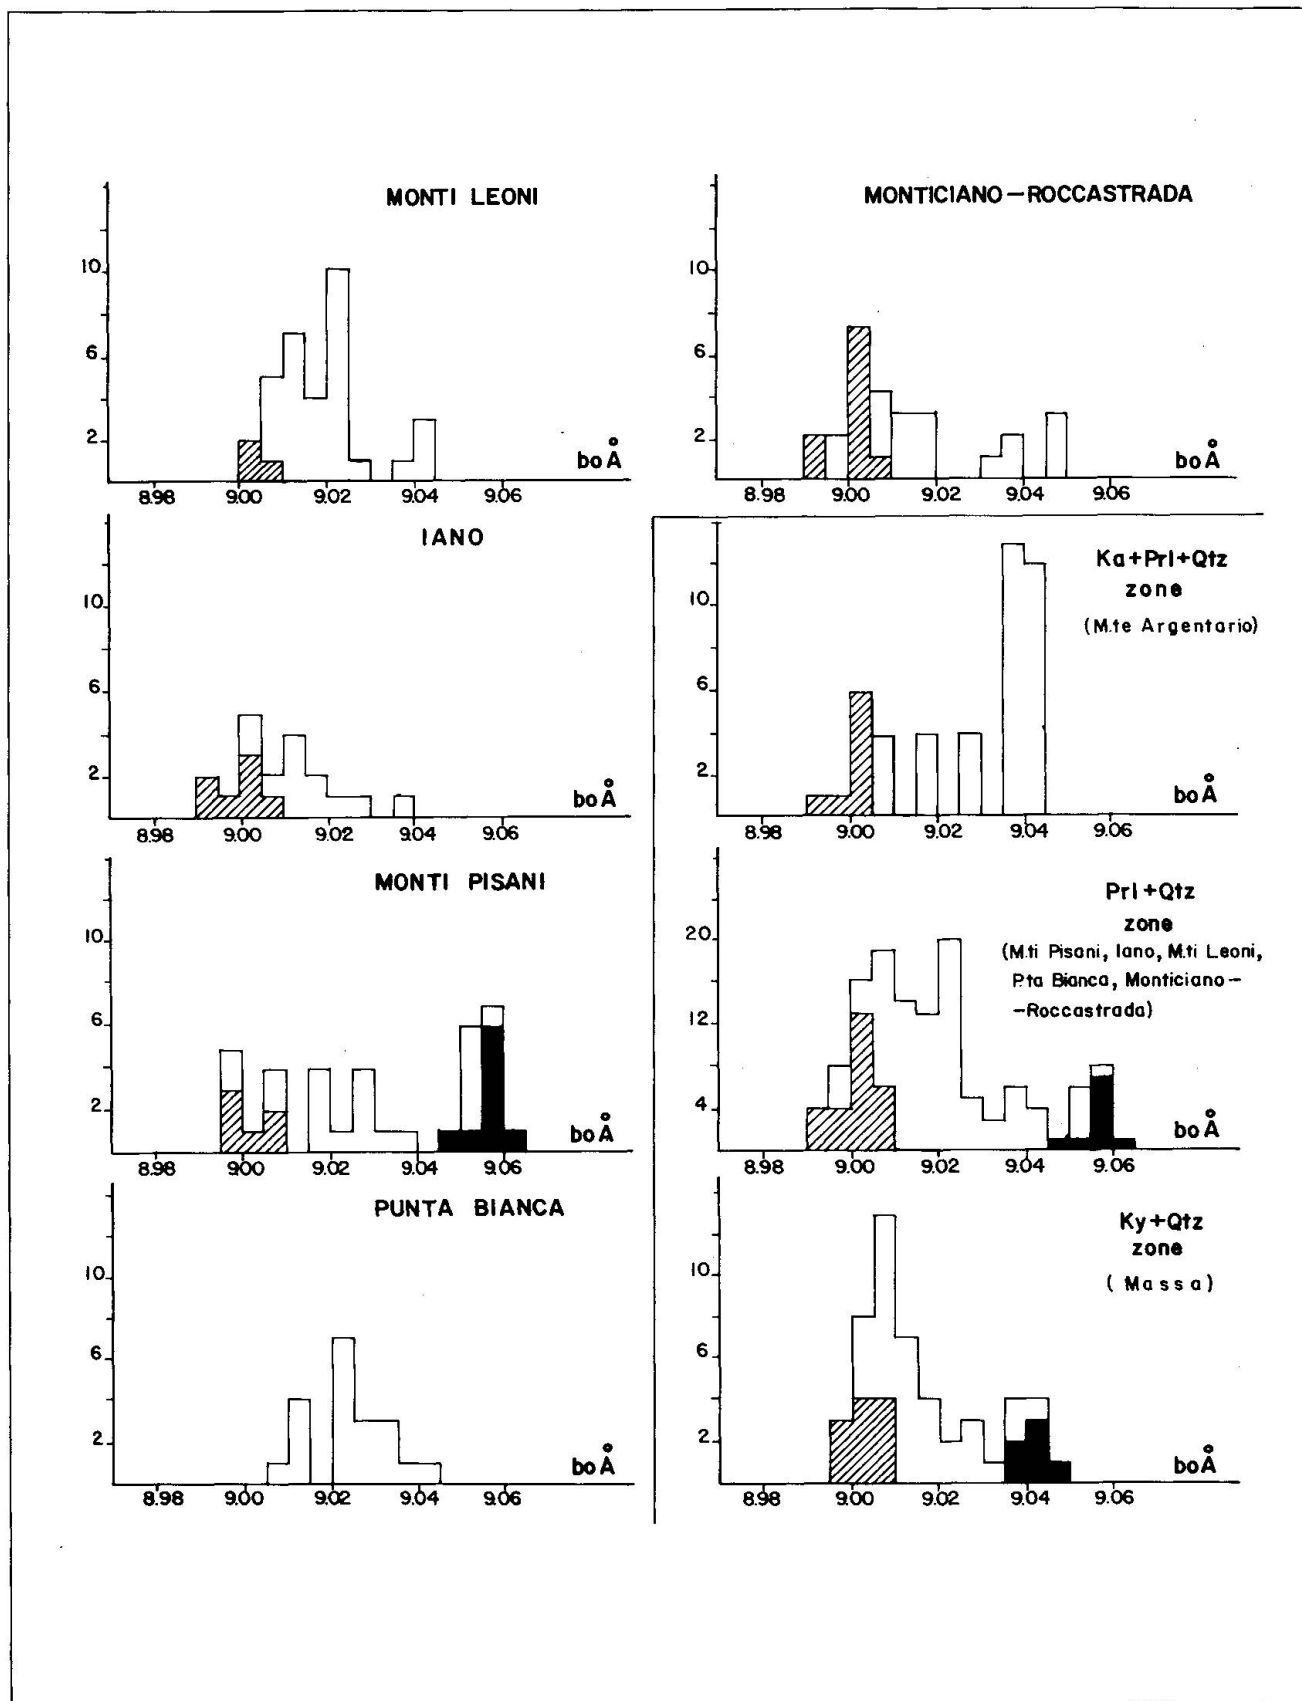 MONTI LEONI
10
6
2
bo Å
8.98 9.00 9.02 9.04 9.06
MONTICIANO-ROCCASTRADA
10
6
2
bo Å
8.98 9.00 9.02 9.04 9.06
IANO
10
6
2
bo Å
8.98 9.00 9.02 9.04 9.06
Ka+Prl+Qtz
zone
(M.te Argentario)
10
6
2
bo Å
8.98 9.00 9.02 9.04 9.06
MONTI PISANI
10
6
2
bo Å
8.98 9.00 9.02 9.04 9.06
Prl+Qtz
zone
(M.ti Pisani, Iano, M.ti Leoni,
P.ta Bianca, Monticiano-
-Roccastrada)
20
12
4
bo Å
8.98 9.00 9.02 9.04 9.06
PUNTA BIANCA
10
6
2
bo Å
8.98 9.00 9.02 9.04 9.06
Ky+Qtz
zone
(Massa)
10
6
2
bo Å
8.98 9.00 9.02 9.04 9.06